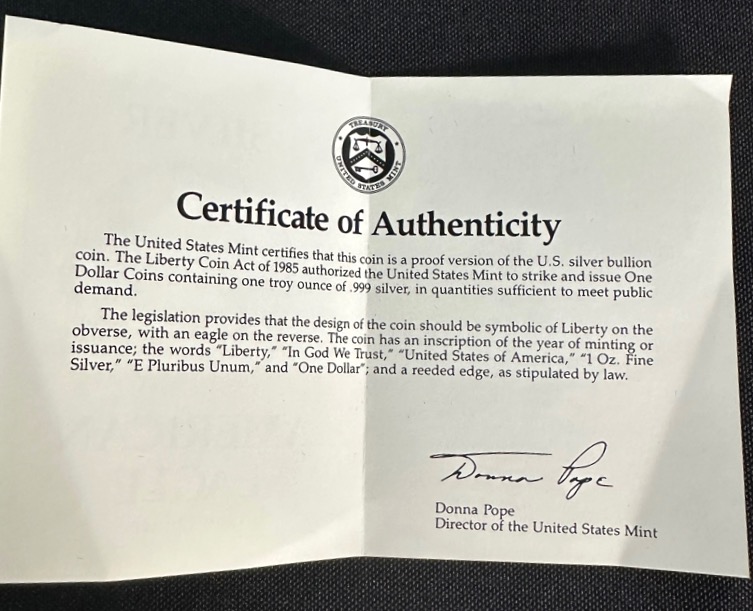 TREASURY
UNITED STATES MINT
Certificate of Authenticity
The United States Mint certifies that this coin is a proof version of the U.S. silver bullion
coin. The Liberty Coin Act of 1985 authorized the United States Mint to strike and issue One
Dollar Coins containing one troy ounce of .999 silver, in quantities sufficient to meet public
demand.
The legislation provides that the design of the coin should be symbolic of Liberty on the
obverse, with an eagle on the reverse. The coin has an inscription of the year of minting or
issuance; the words “Liberty,” “In God We Trust,” “United States of America,” “1 Oz. Fine
Silver,” “E Pluribus Unum,” and “One Dollar”; and a reeded edge, as stipulated by law.
Donna Pope
Donna Pope
Director of the United States Mint